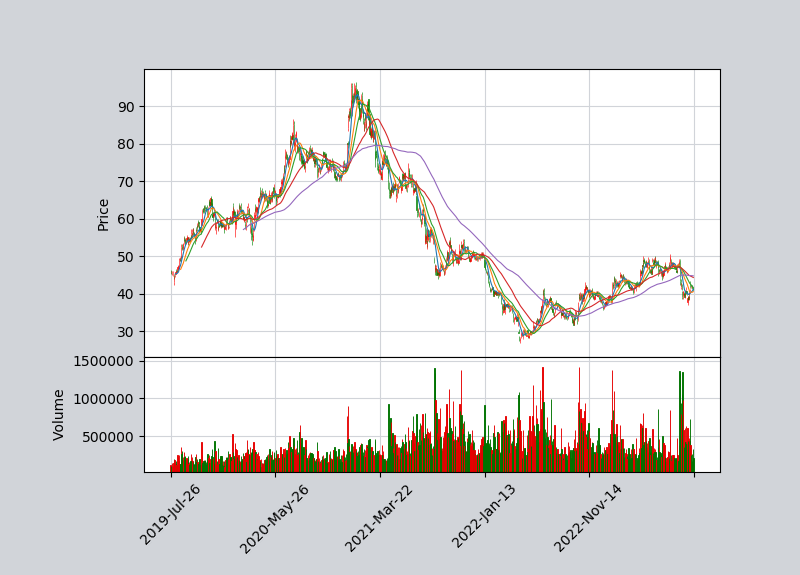 Price
90
80
70
60
50
40
30
Volume
1500000
1000000
500000
2019-Jul-26
2020-May-26
2021-Mar-22
2022-Jan-13
2022-Nov-14